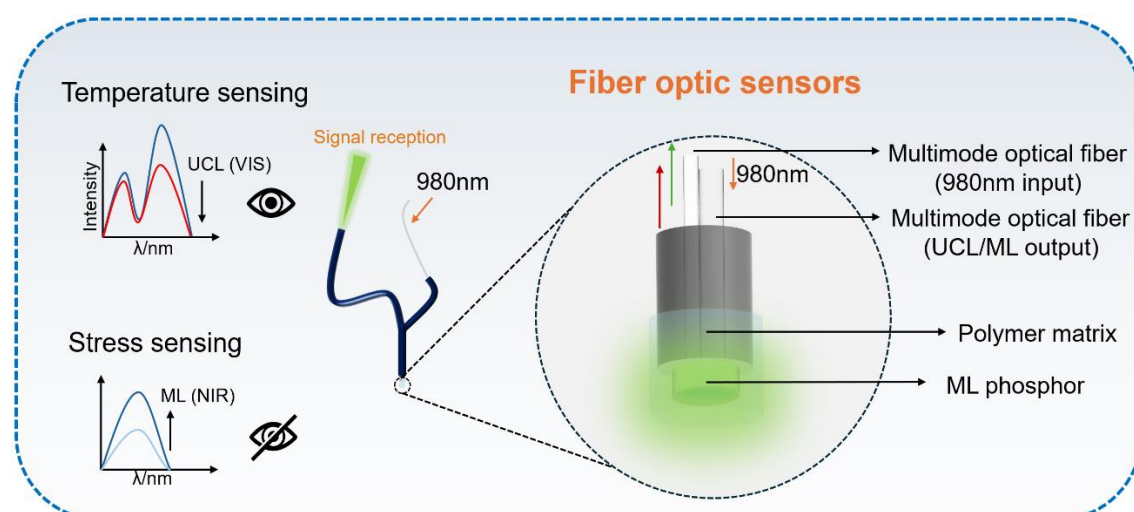 Fiber optic sensors
Temperature sensing
Intensity
UCL (VIS)
λ/nm
Signal reception
980nm
Stress sensing
ML (NIR)
λ/nm
980nm
Multimode optical fiber
(980nm input)
Multimode optical fiber
(UCL/ML output)
Polymer matrix
ML phosphor